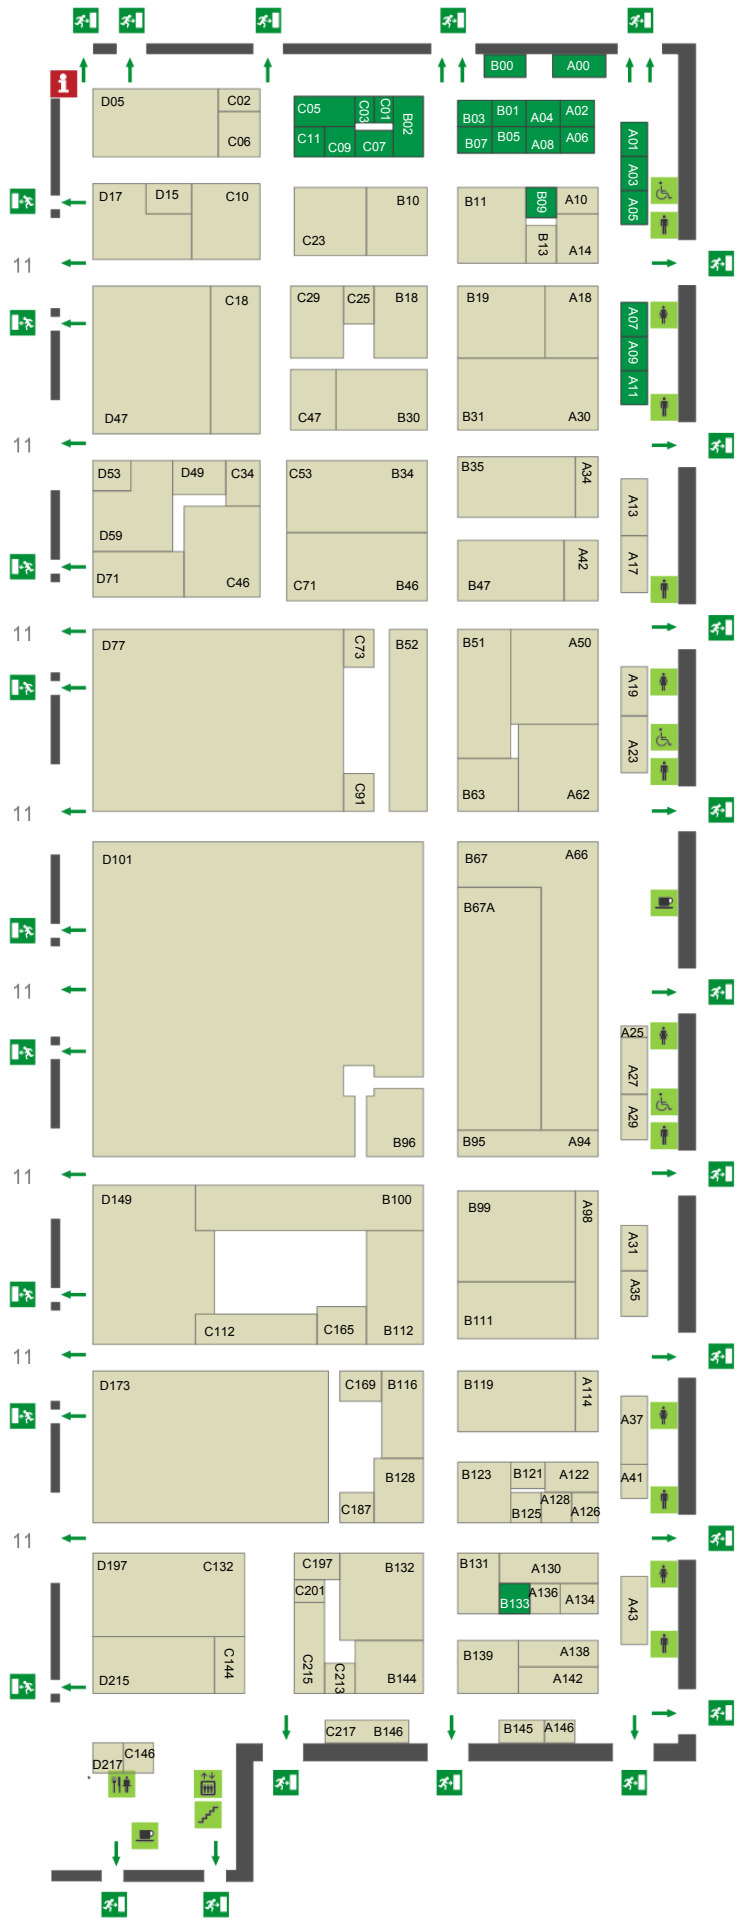 B00 A00
i
D05 C02
C06
C05 C03 C01 B02
C11 C09 C07
B03 B01 A04 A02
B07 B05 A08 A06
A01
A03
A05
D17 D15 C10
C23 B10
B11 B09 A10
B13 A14
11
C18
D47
C29 C25 B18
C47 B30
B19 A18
B31 A30
A07
A09
A11
11
D53 D49 C34
D59
D71 C46
C53 B34
C71 B46
B35 A34
B47 A42
A13
A17
11
D77 C73 B52
C91
B51 A50
B63 A62
A19
A23
11
D101
B96
B67 A66
B67A
B95 A94
11
A25
A27
A29
11
D149 B100
C112 C165 B112
B99 A98
B111
A31
A35
11
D173 C169 B116
C187 B128
B119 A114
B123 B121 A122
B125 A128 A126
A37
A41
11
D197 C132
D215 C144
C197 B132
C201
C215 C213 B144
B131 A130
B133 A136 A134
B139 A138
A142
A43
C217 B146
B145 A146
D217 C146